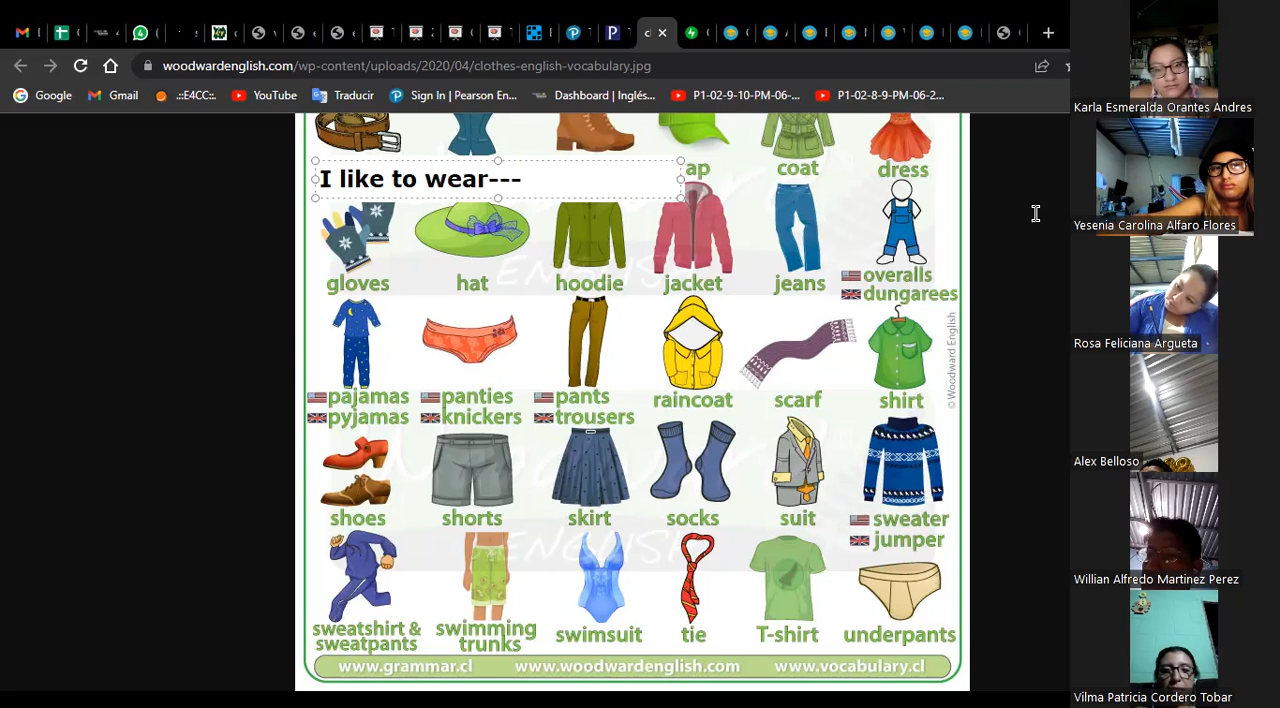 woodwardenglish.com/wp-content/uploads/2020/04/clothes-english-vocabulary.jpg
Google Gmail .::E4CC::. YouTube Traducir Sign In | Pearson En... Dashboard | Inglés... P1-02-9-10-PM-06-... P1-02-8-9-PM-06-2...
ap coat dress
I like to wear---
gloves hat hoodie jacket jeans overalls
dungarees
pajamas panties pants raincoat scarf shirt
pyjamas knickers trousers
shoes shorts skirt socks suit sweater
jumper
sweatshirt & swimming swimsuit tie T-shirt underpants
sweatpants trunks
www.grammar.cl www.woodwardenglish.com www.vocabulary.cl
© Woodward English
Karla Esmeralda Orantes Andres
Yesenia Carolina Alfaro Flores
Rosa Feliciana Argueta
Alex Belloso
Willian Alfredo Martinez Perez
Vilma Patricia Cordero Tobar